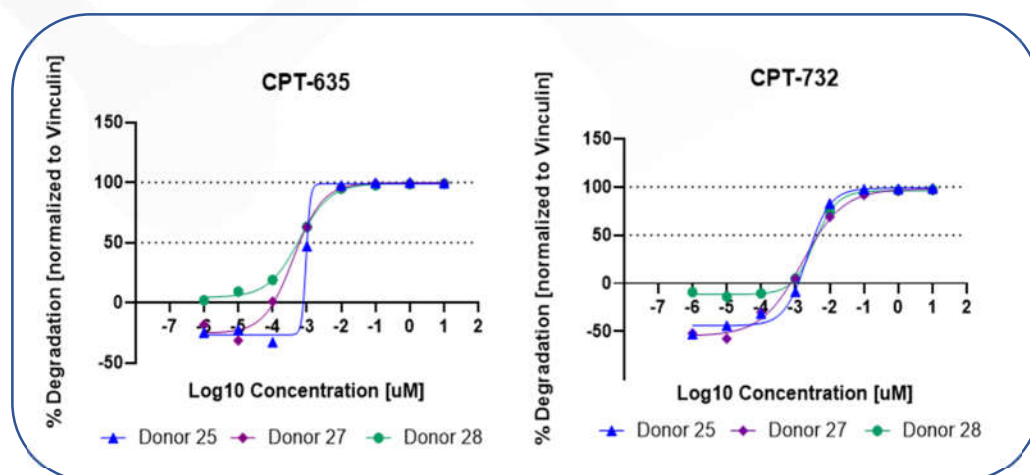 CPT-635
% Degradation [normalized to Vinculin]
150
100
50
0
-50
-7 -6 -5 -4 -3 -2 -1 0 1 2
Log10 Concentration [uM]
Donor 25 Donor 27 Donor 28
CPT-732
% Degradation [normalized to Vinculin]
150
100
50
0
-50
-7 -6 -5 -4 -3 -2 -1 0 1 2
Log10 Concentration [uM]
Donor 25 Donor 27 Donor 28